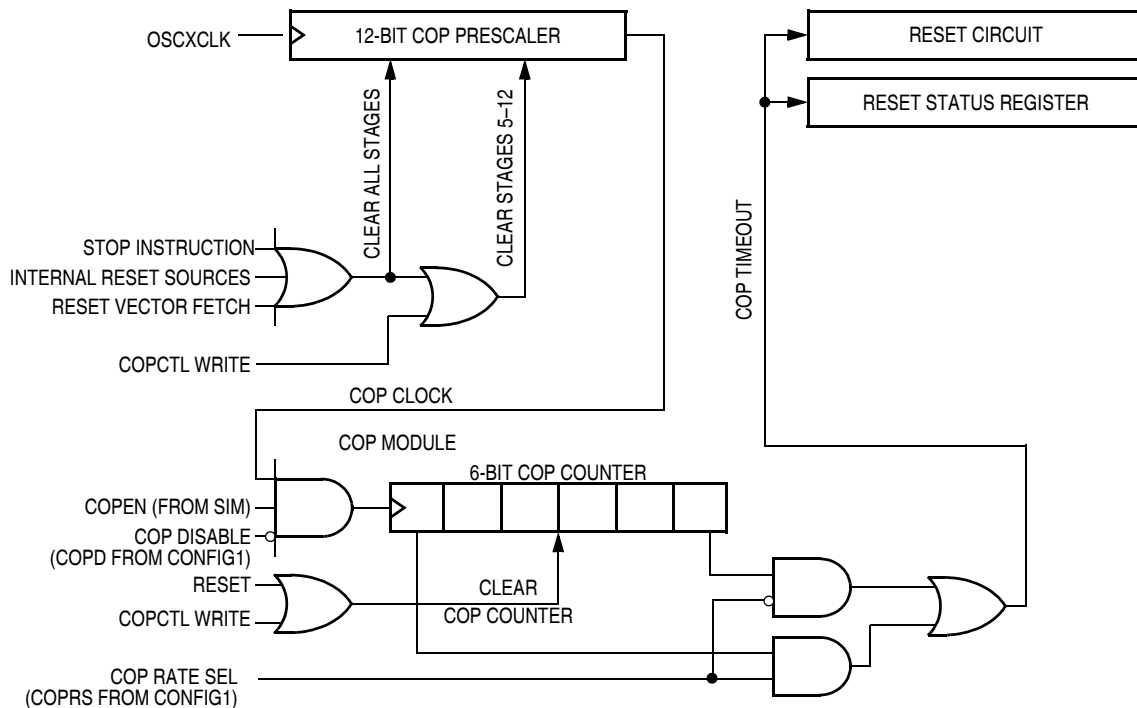 OSCXCLK
12-BIT COP PRESCALER
RESET CIRCUIT
RESET STATUS REGISTER
CLEAR ALL STAGES
CLEAR STAGES 5–12
COP TIMEOUT
STOP INSTRUCTION
INTERNAL RESET SOURCES
RESET VECTOR FETCH
COPCTL WRITE
COP CLOCK
COP MODULE
6-BIT COP COUNTER
COPEN (FROM SIM)
COP DISABLE
(COPD FROM CONFIG1)
RESET
COPCTL WRITE
CLEAR
COP COUNTER
COP RATE SEL
(COPRS FROM CONFIG1)